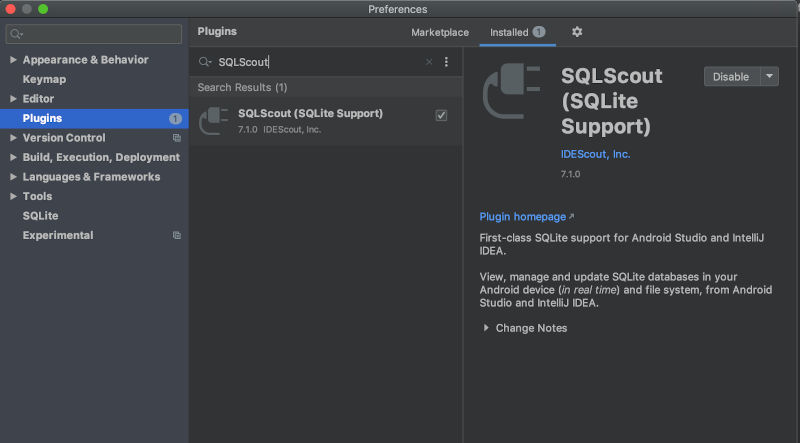 Preferences
Appearance & Behavior
Keymap
Editor
Plugins 1
Version Control
Build, Execution, Deployment
Languages & Frameworks
Tools
SQLite
Experimental
Plugins
Marketplace
Installed 1
SQLScout
Search Results (1)
SQLScout (SQLite Support)
7.1.0 IDEScout, Inc.
SQLScout
(SQLite
Support)
Disable
IDEScout, Inc.
7.1.0
Plugin homepage
First-class SQLite support for Android Studio and IntelliJ
IDEA.
View, manage and update SQLite databases in your
Android device (in real time) and file system, from Android
Studio and IntelliJ IDEA.
Change Notes